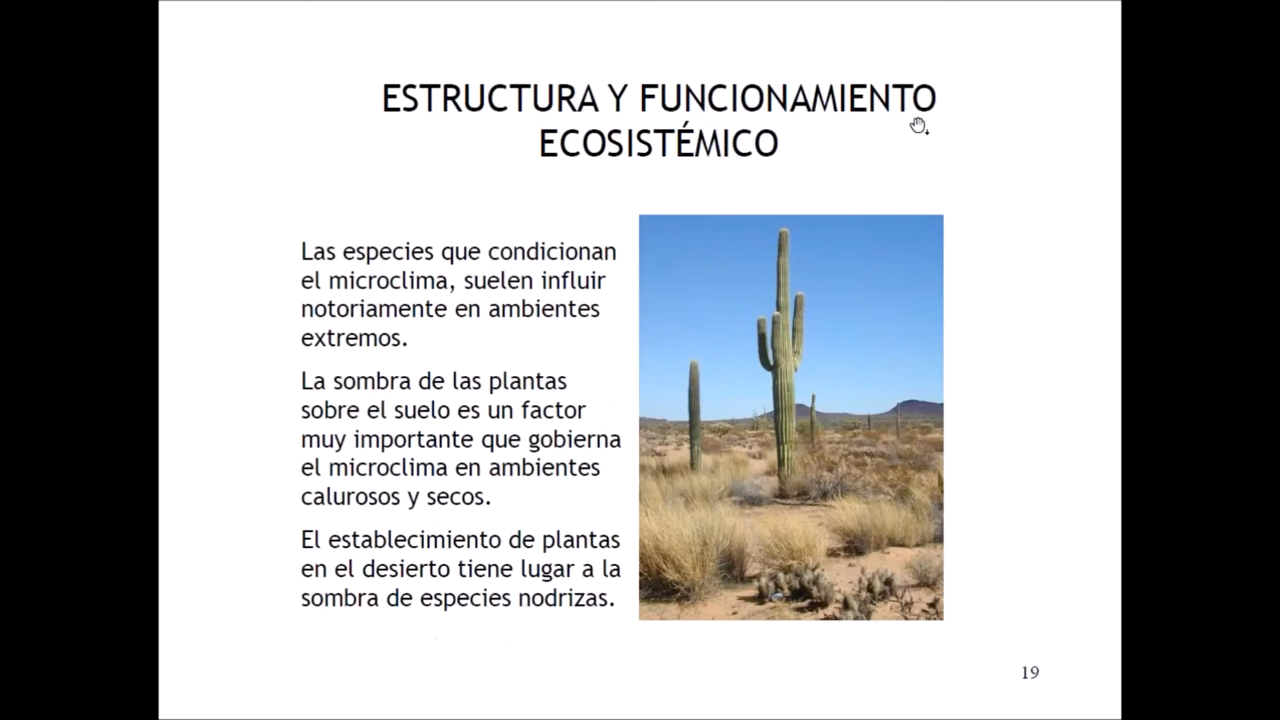 ESTRUCTURA Y FUNCIONAMIENTO
ECOSISTÉMICO
Las especies que condicionan
el microclima, suelen influir
notoriamente en ambientes
extremos.
La sombra de las plantas
sobre el suelo es un factor
muy importante que gobierna
el microclima en ambientes
calurosos y secos.
El establecimiento de plantas
en el desierto tiene lugar a la
sombra de especies nodrizas.
19